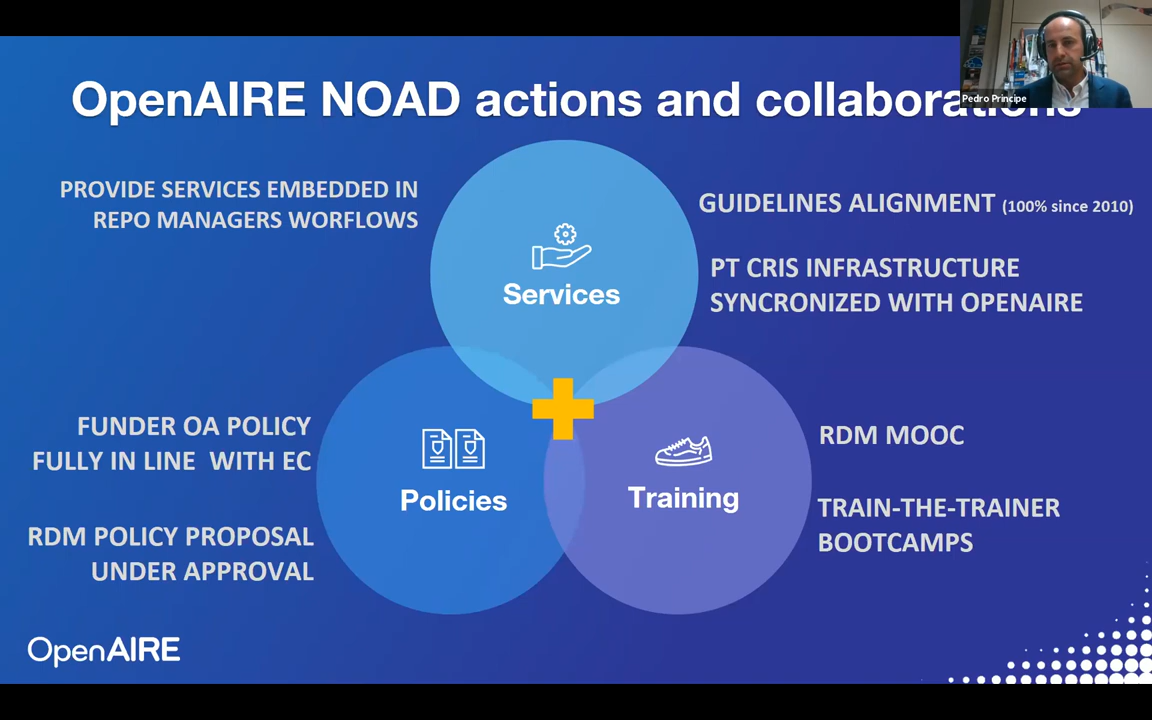 OpenAIRE NOAD actions and collaborations
Pedro Príncipe
PROVIDE SERVICES EMBEDDED IN
REPO MANAGERS WORFLOWS
GUIDELINES ALIGNMENT (100% since 2010)
PT CRIS INFRASTRUCTURE
SYNCRONIZED WITH OPENAIRE
Services
FUNDER OA POLICY
FULLY IN LINE WITH EC
RDM POLICY PROPOSAL
UNDER APPROVAL
Policies
Training
RDM MOOC
TRAIN-THE-TRAINER
BOOTCAMPS
OpenAIRE